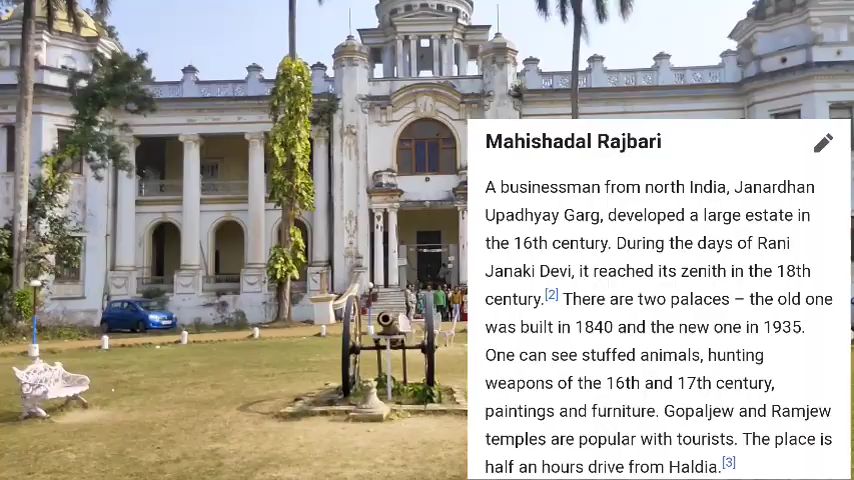 Mahishadal Rajbari
A businessman from north India, Janardhan
Upadhyay Garg, developed a large estate in
the 16th century. During the days of Rani
Janaki Devi, it reached its zenith in the 18th
century.[2] There are two palaces – the old one
was built in 1840 and the new one in 1935.
One can see stuffed animals, hunting
weapons of the 16th and 17th century,
paintings and furniture. Gopaljew and Ramjew
temples are popular with tourists. The place is
half an hours drive from Haldia.[3]